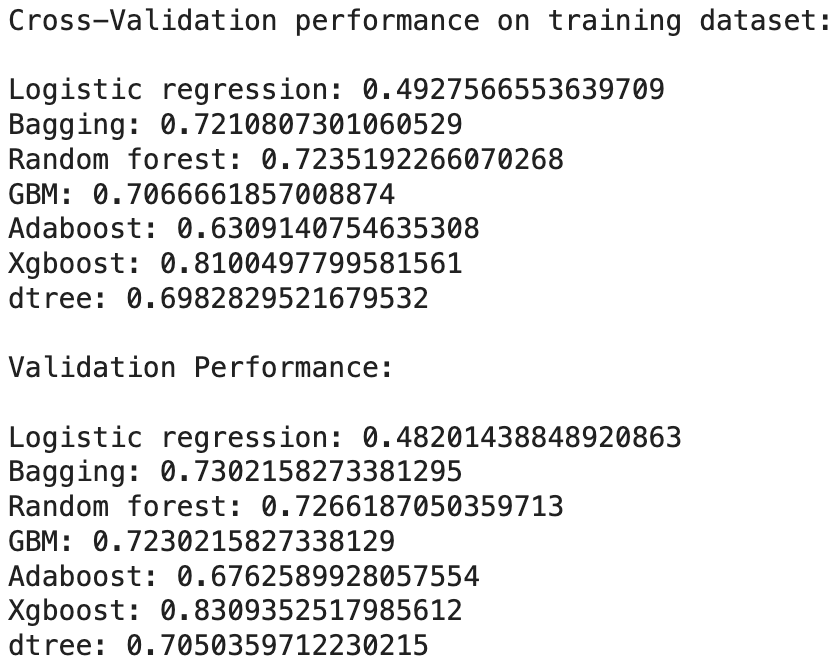 Cross-Validation performance on training dataset:
Logistic regression: 0.4927566553639709
Bagging: 0.7210807301060529
Random forest: 0.7235192266070268
GBM: 0.7066661857008874
Adaboost: 0.6309140754635308
Xgboost: 0.8100497799581561
dtree: 0.6982829521679532
Validation Performance:
Logistic regression: 0.48201438848920863
Bagging: 0.7302158273381295
Random forest: 0.7266187050359713
GBM: 0.7230215827338129
Adaboost: 0.6762589928057554
Xgboost: 0.8309352517985612
dtree: 0.7050359712230215